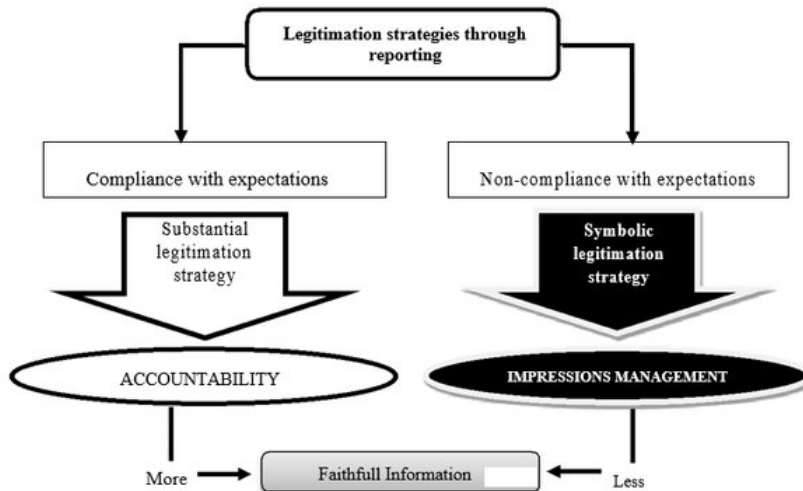 Legitimation strategies through
reporting
Compliance with expectations
Non-compliance with expectations
Substantial
legitimation
strategy
Symbolic
legitimation
strategy
ACCOUNTABILITY
IMPRESSIONS MANAGEMENT
More
Faithfull Information
Less